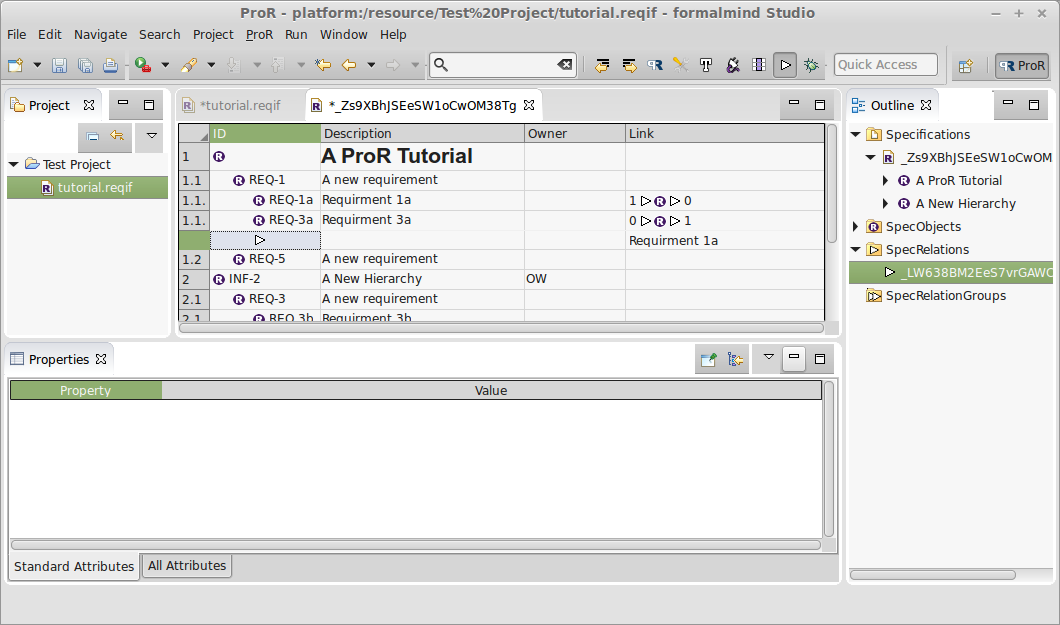 ProR - platform:/resource/Test%20Project/tutorial.reqif - formalmind Studio
File Edit Navigate Search Project ProR Run Window Help
Quick Access ProR
Project
Test Project
tutorial.reqif
*tutorial.reqif *_Zs9XBhJSEeSW1oCwOM38Tg
ID Description Owner Link
1 A ProR Tutorial
1.1 REQ-1 A new requirement
1.1. REQ-1a Requirment 1a 1 0
1.1. REQ-3a Requirment 3a 0 1
Requirment 1a
1.2 REQ-5 A new requirement
2 INF-2 A New Hierarchy OW
2.1 REQ-3 A new requirement
2.1 REQ-3b Requirment 3b
Outline
Specifications
_Zs9XBhJSEeSW1oCwOM
A ProR Tutorial
A New Hierarchy
SpecObjects
SpecRelations
_LW638BM2EeS7vrGAWC
SpecRelationGroups
Properties
Property Value
Standard Attributes All Attributes